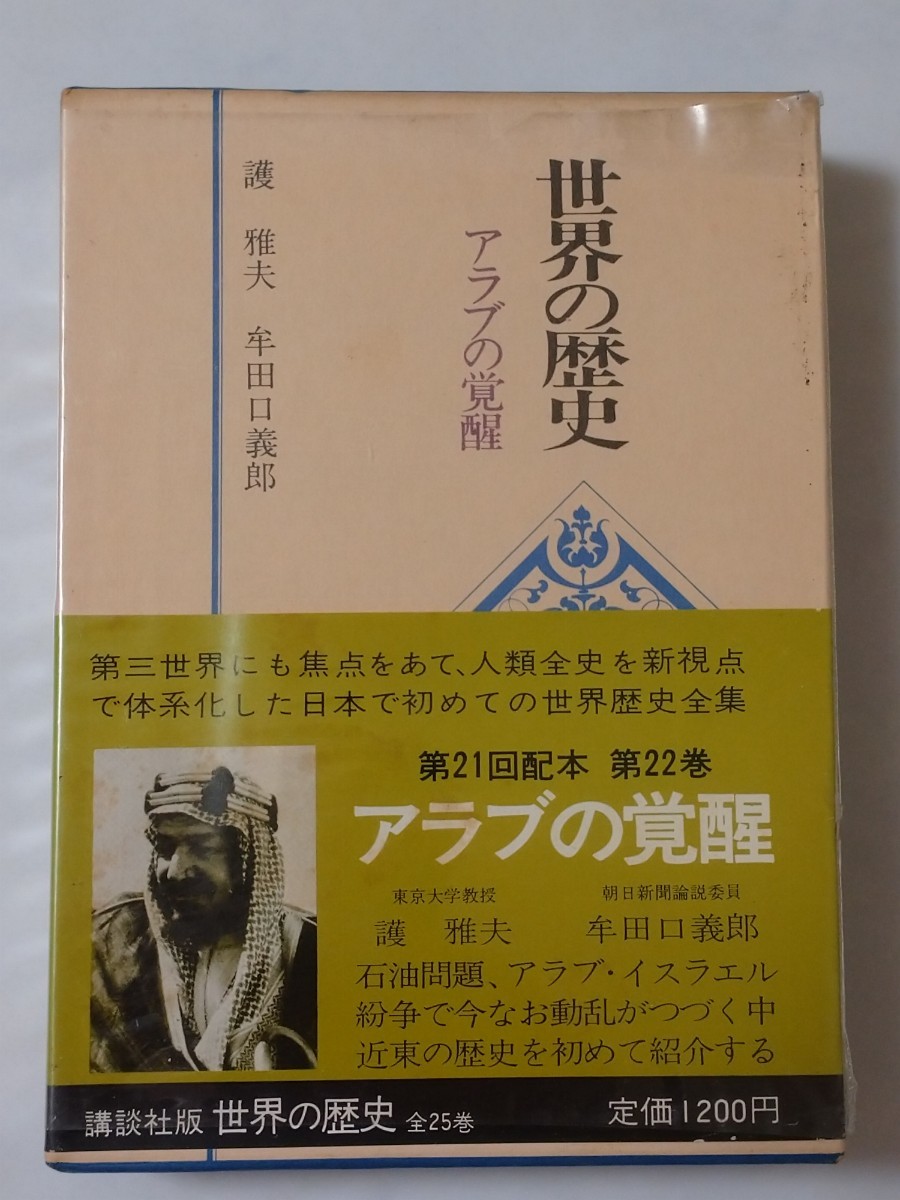 世界の歴史
アラブの覚醒
護 雅夫 牟田口義郎
第三世界にも焦点をあて、人類全史を新視点
で体系化した日本で初めての世界歴史全集
第21回配本 第22巻
アラブの覚醒
東京大学教授 朝日新聞論説委員
護 雅夫 牟田口義郎
石油問題、アラブ・イスラエル
紛争で今なお動乱がつづく中
近東の歴史を初めて紹介する
講談社版 世界の歴史 全25巻 定価1200円